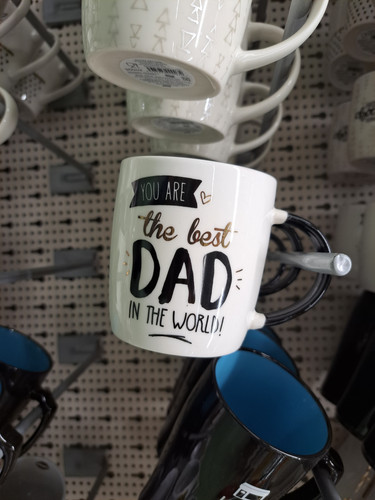 YOU ARE
the best
DAD
IN THE WORLD!